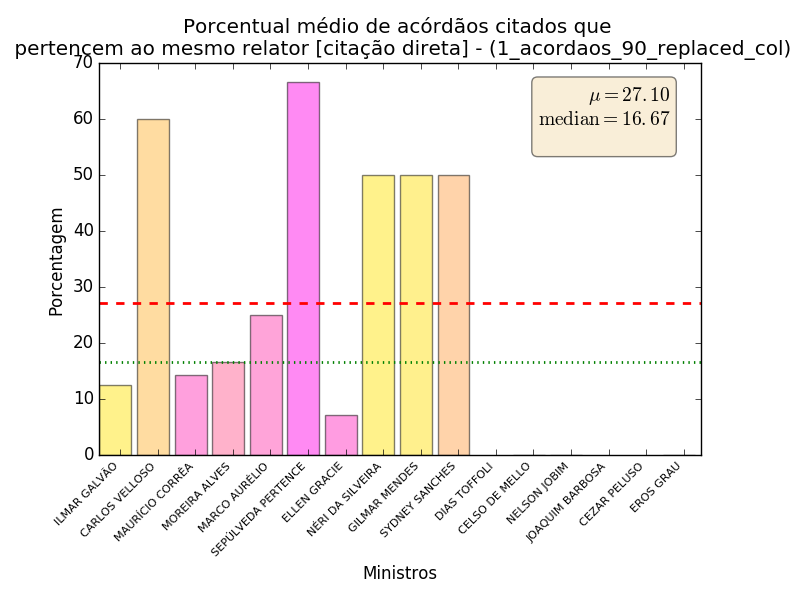 Porcentual médio de acórdãos citados que
pertencem ao mesmo relator [citação direta] - (1_acordaos_90_replaced_col)
70
60
50
40
30
20
10
0
Porcentagem
μ = 27.10
median = 16.67
ILMAR GALVÃO
CARLOS VELLOSO
MAURÍCIO CORRÊA
MOREIRA ALVES
MARCO AURÉLIO
SEPÚLVEDA PERTENCE
ELLEN GRACIE
NÉRI DA SILVEIRA
GILMAR MENDES
SYDNEY SANCHES
DIAS TOFFOLI
CELSO DE MELLO
NELSON JOBIM
JOAQUIM BARBOSA
CEZAR PELUSO
EROS GRAU
Ministros